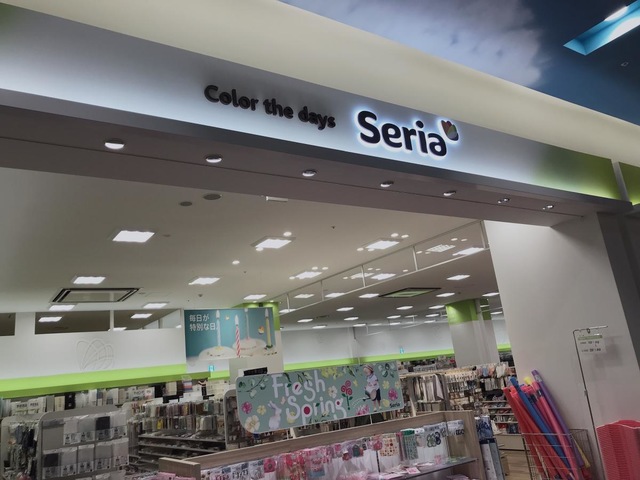 Color the days Seria
毎日が
特別な日。
Fresh
Spring